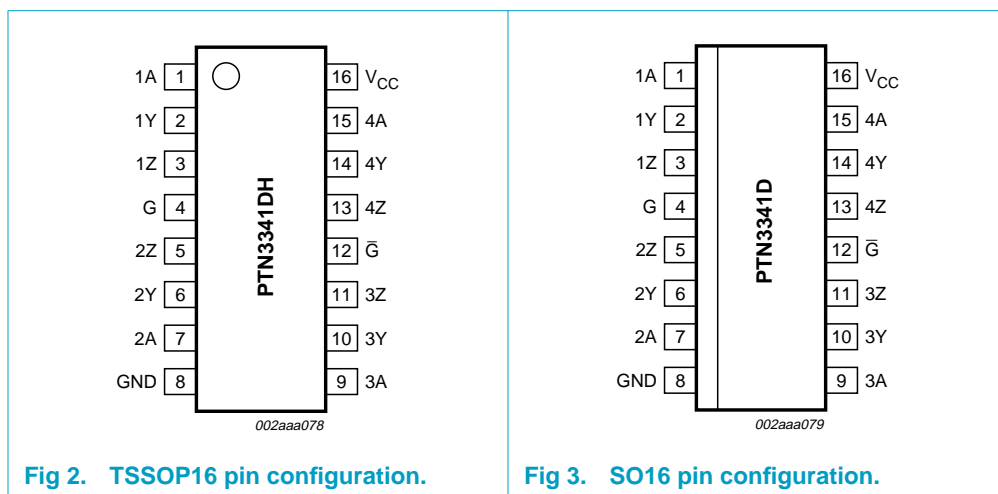 1A 1 16 VCC
1Y 2 15 4A
1Z 3 14 4Y
G 4 13 4Z
2Z 5 12 G̅
2Y 6 11 3Z
2A 7 10 3Y
GND 8 9 3A
PTN3341DH
002aaa078
Fig 2. TSSOP16 pin configuration.
1A 1 16 VCC
1Y 2 15 4A
1Z 3 14 4Y
G 4 13 4Z
2Z 5 12 G̅
2Y 6 11 3Z
2A 7 10 3Y
GND 8 9 3A
PTN3341D
002aaa079
Fig 3. SO16 pin configuration.